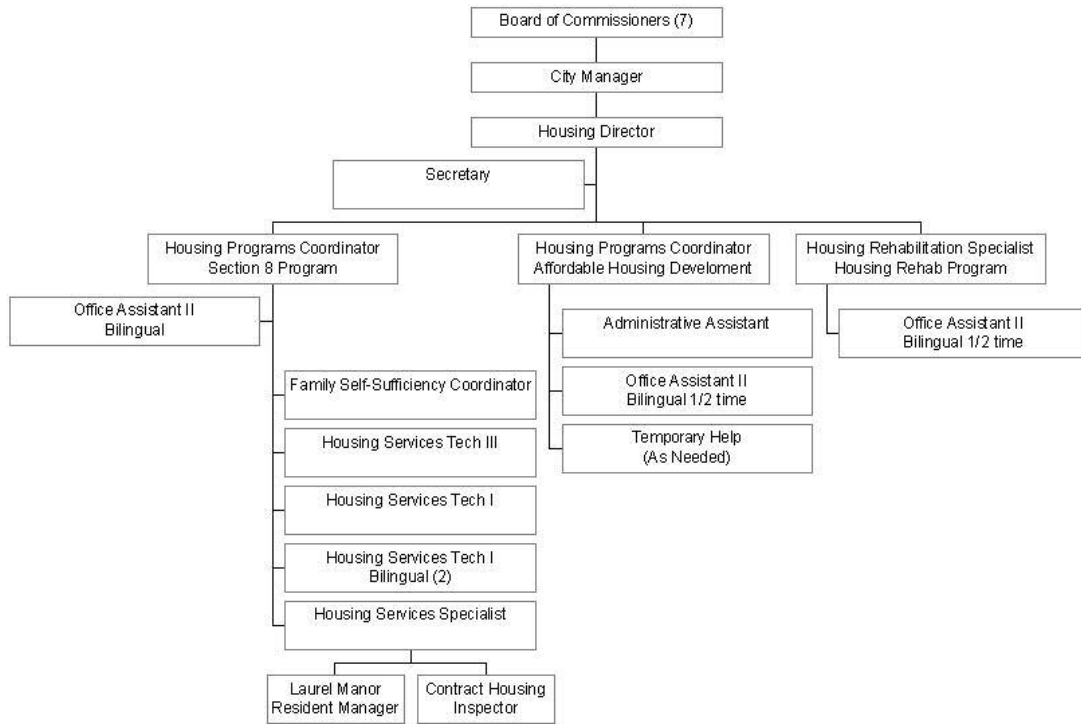 Board of Commissioners (7)
City Manager
Housing Director
Secretary
Housing Programs Coordinator
Section 8 Program
Housing Programs Coordinator
Affordable Housing Develoment
Housing Rehabilitation Specialist
Housing Rehab Program
Office Assistant II
Bilingual
Administrative Assistant
Office Assistant II
Bilingual 1/2 time
Family Self-Sufficiency Coordinator
Office Assistant II
Bilingual 1/2 time
Housing Services Tech III
Temporary Help
(As Needed)
Housing Services Tech I
Housing Services Tech I
Bilingual (2)
Housing Services Specialist
Laurel Manor
Resident Manager
Contract Housing
Inspector